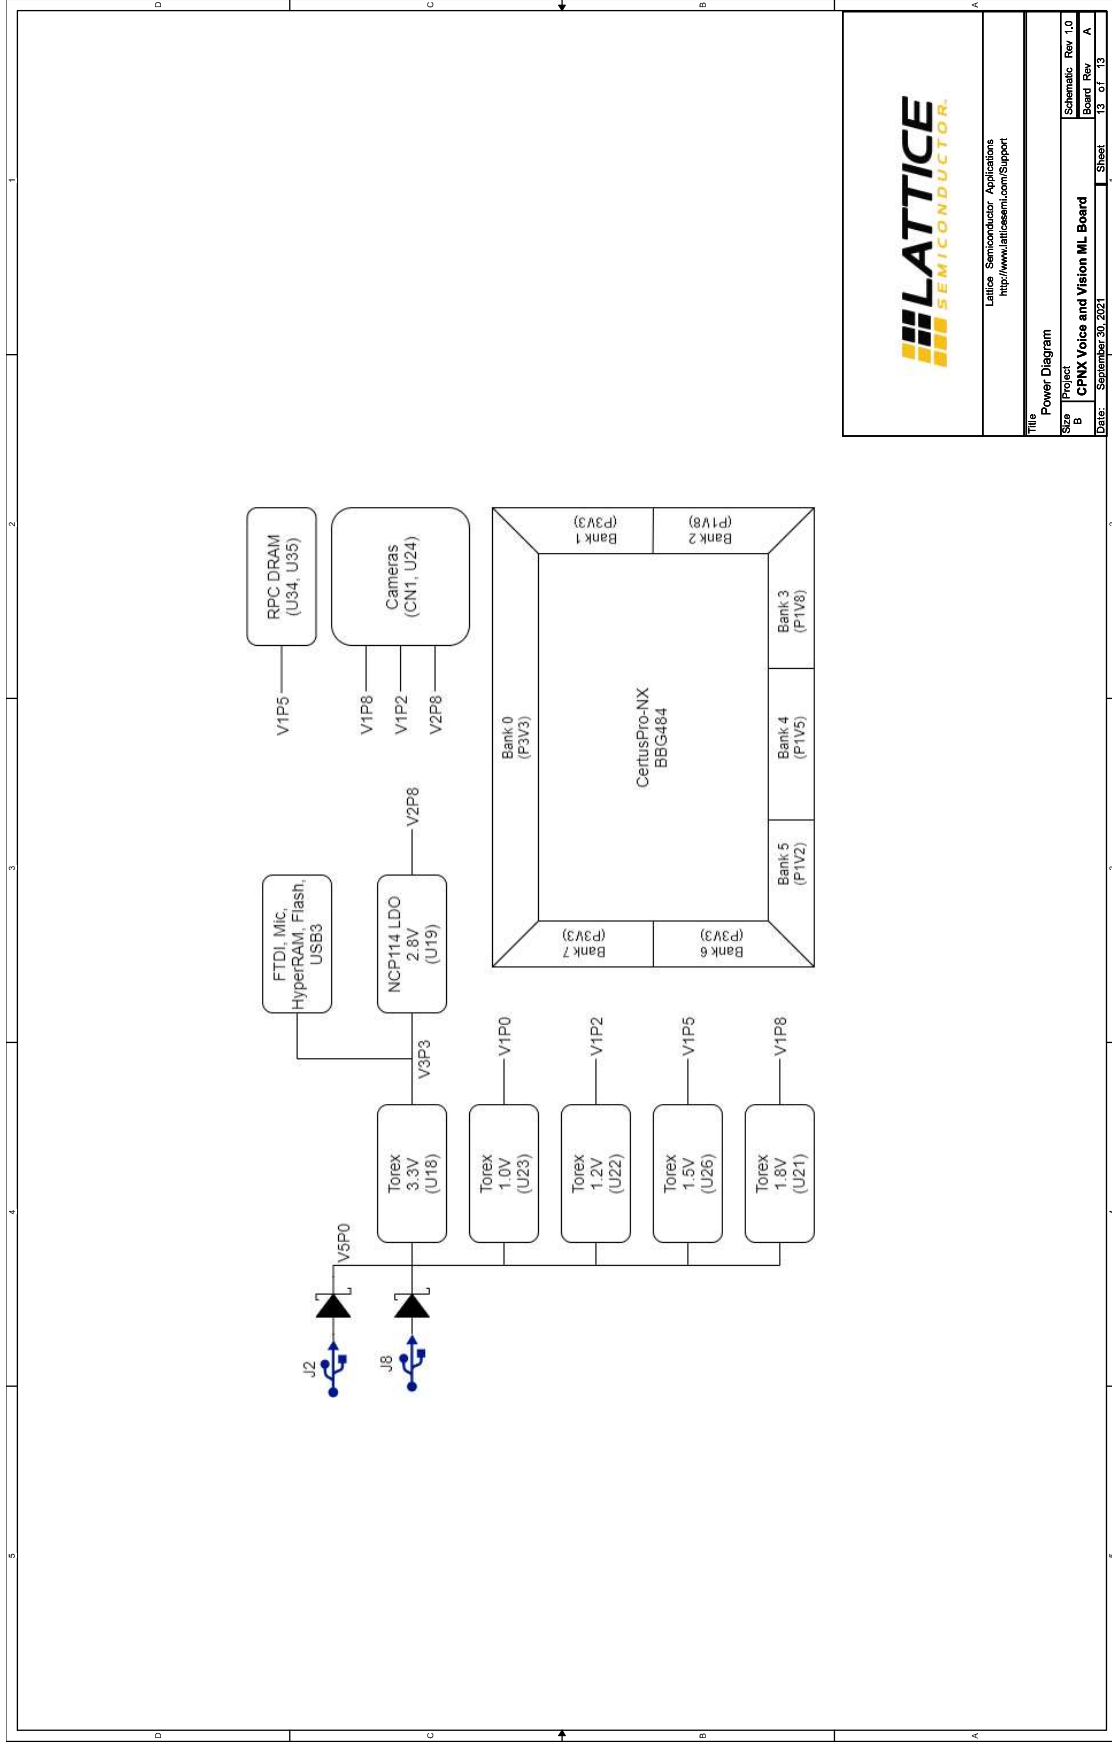 5
4
3
2
1
D
D
C
C
B
B
A
A
J2
J8
V5P0
Torex
3.3V
(U18)
V3P3
FTDI, Mic,
HyperRAM, Flash,
USB3
NCP114 LDO
2.8V
(U19)
V2P8
Torex
1.0V
(U23)
V1P0
Torex
1.2V
(U22)
V1P2
Torex
1.5V
(U26)
V1P5
Torex
1.8V
(U21)
V1P8
V1P5
RPC DRAM
(U34, U35)
V1P8
V1P2
V2P8
Cameras
(CN1, U24)
Bank 0
(P3V3)
Bank 7
(P3V3)
Bank 6
(P3V3)
CertusPro-NX
BBG484
Bank 1
(P3V3)
Bank 2
(P1V8)
Bank 5
(P1V2)
Bank 4
(P1V5)
Bank 3
(P1V8)
LATTICE
SEMICONDUCTOR.
Lattice Semiconductor Applications
http://www.latticesemi.com/Support
Title
Power Diagram
Size
B
Project
CPNX Voice and Vision ML Board
Schematic Rev 1.0
Board Rev A
Date: September 30, 2021
Sheet 13 of 13